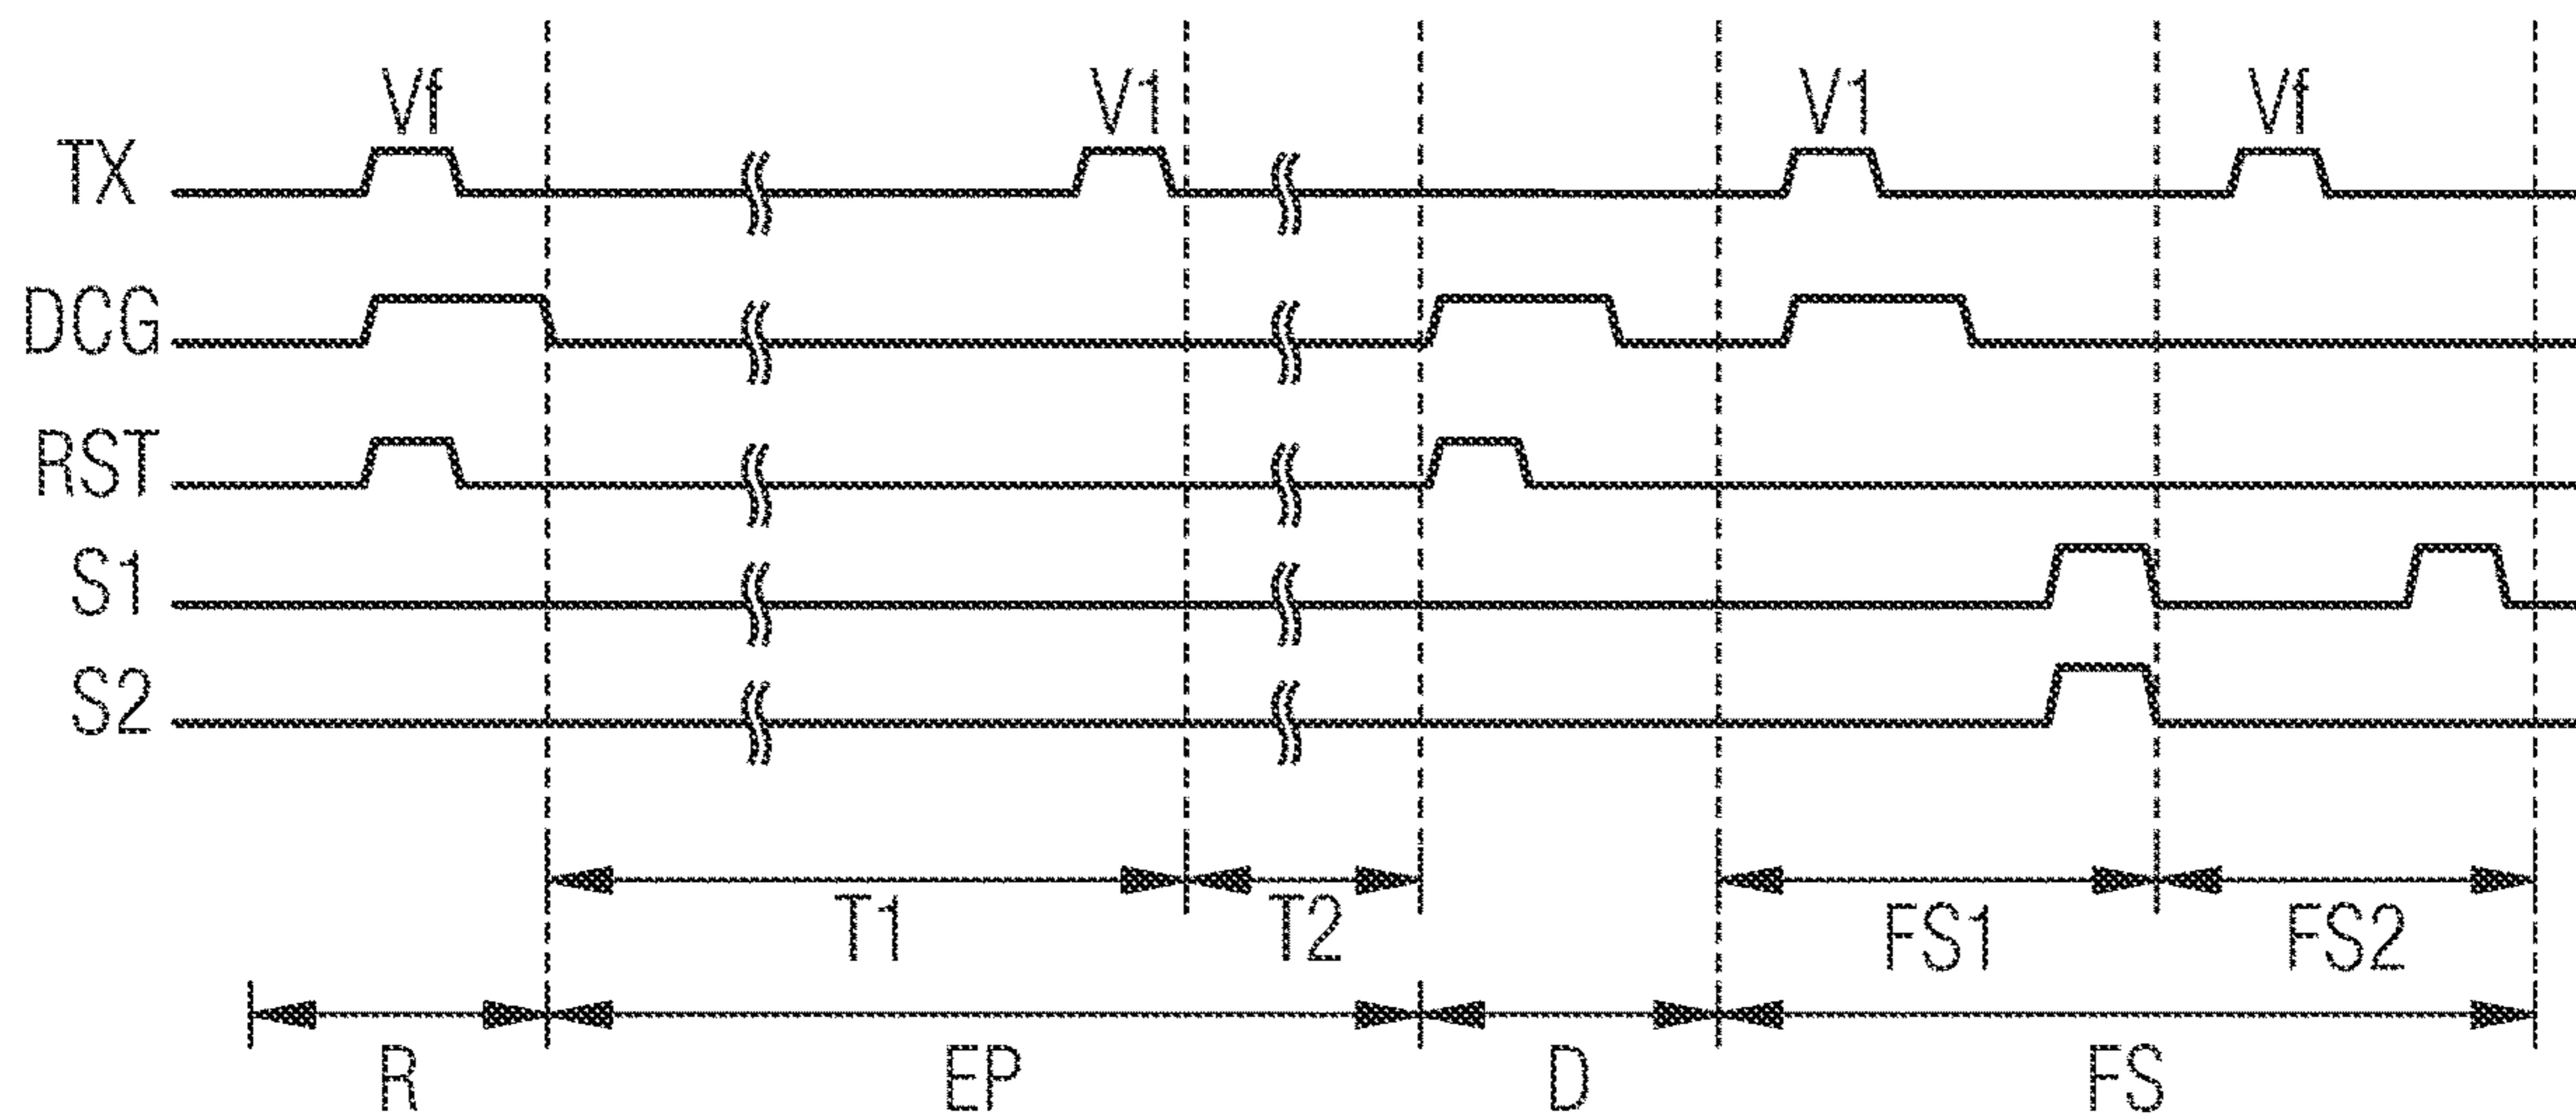 Vf V1 V1 Vf
TX
DCG
RST
S1
S2
T1 T2 FS1 FS2
R EP D FS